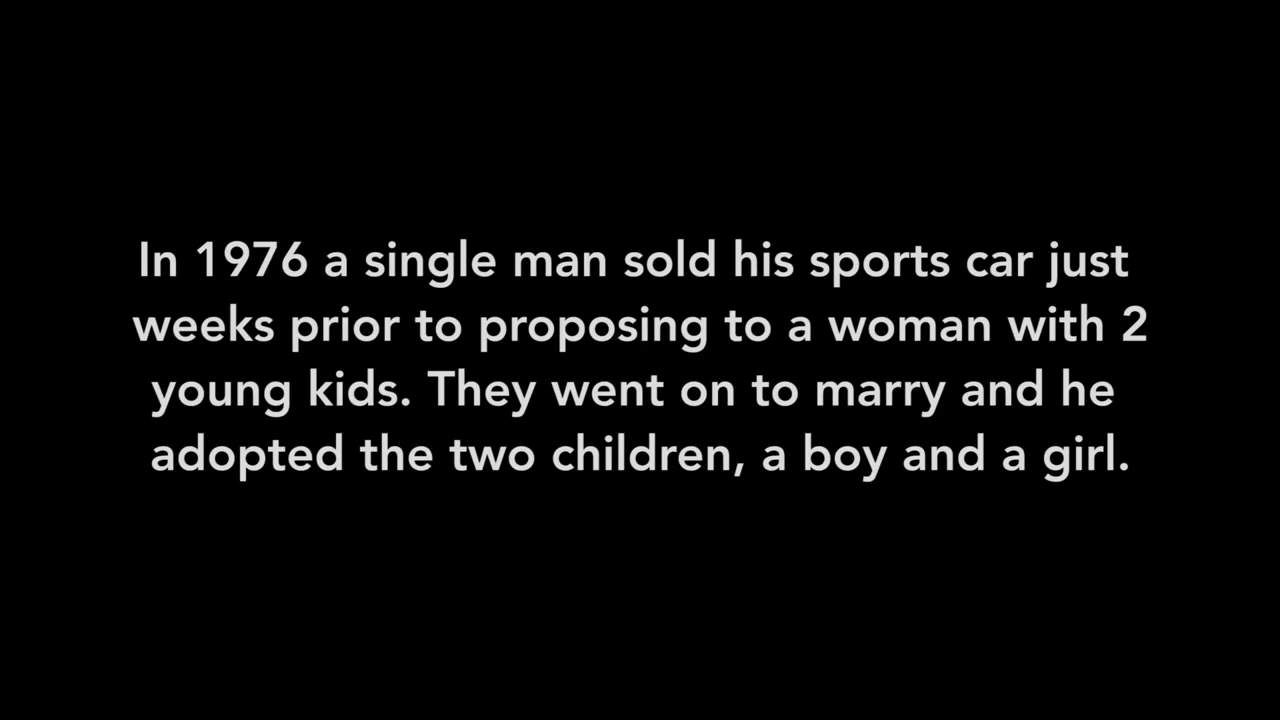 In 1976 a single man sold his sports car just
weeks prior to proposing to a woman with 2
young kids. They went on to marry and he
adopted the two children, a boy and a girl.